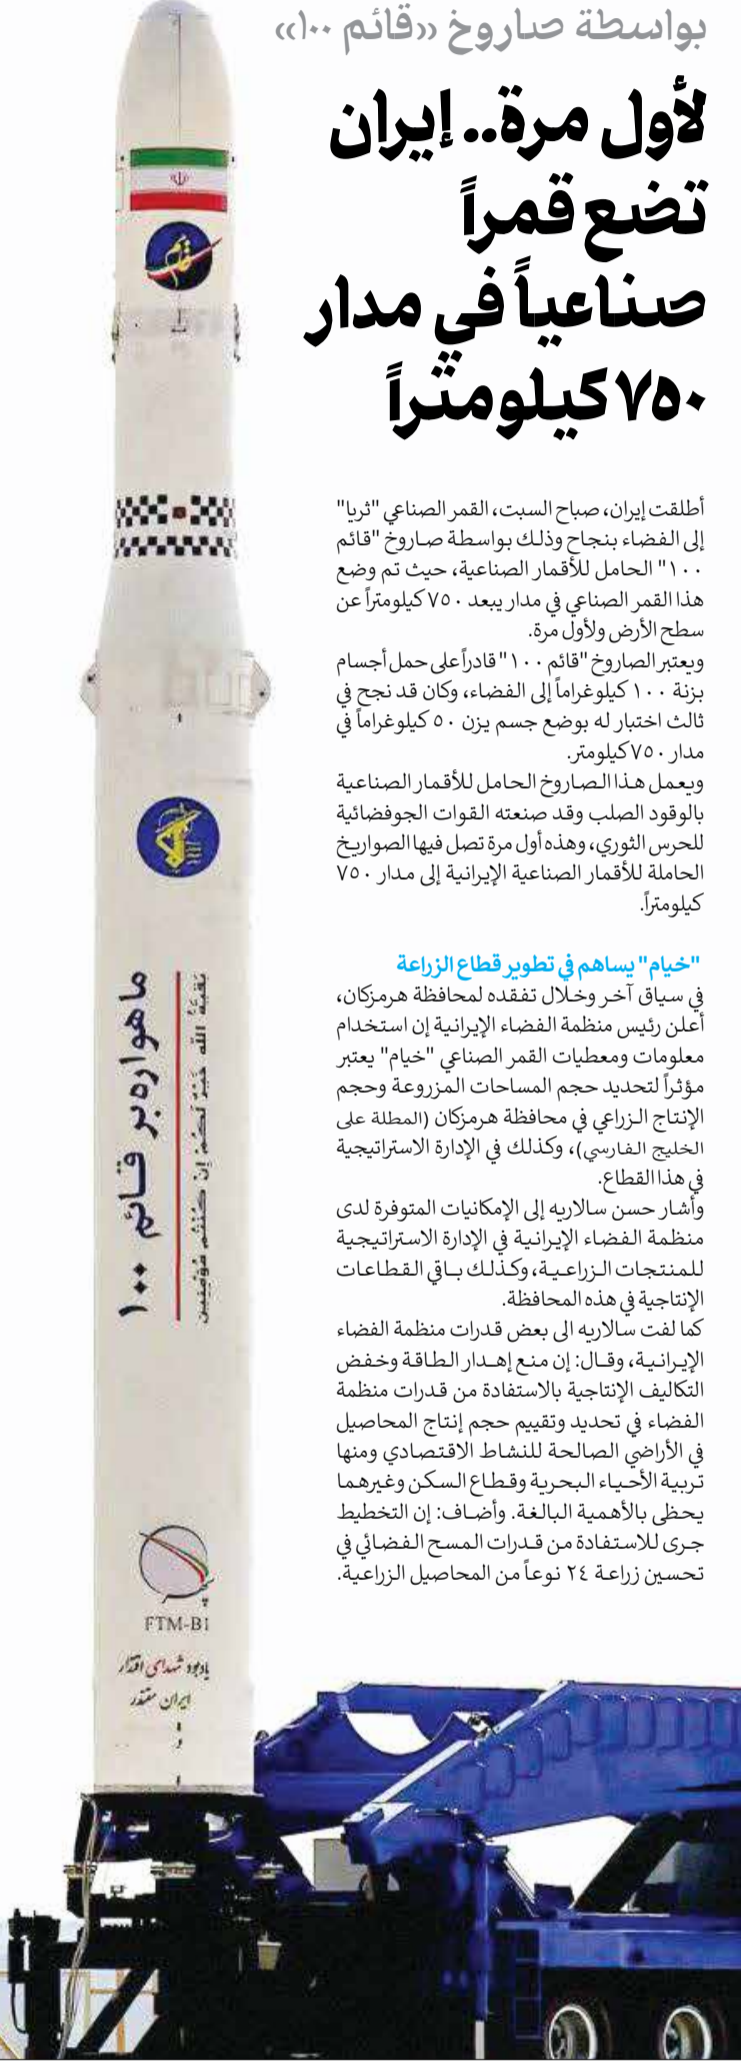 بواسطة صاروخ «قائم ۱۰۰»
لأول مرة.. إيران
تضع قمراً
صناعياً في مدار
٧٥٠ كيلومتراً
أطلقت إيران، صباح السبت، القمر الصناعي "ثريا"
إلى الفضاء بنجاح وذلك بواسطة صاروخ "قائم
١٠٠" الحامل للأقمار الصناعية، حيث تم وضع
هذا القمر الصناعي في مدار يبعد ٧٥٠ كيلومتراً عن
سطح الأرض ولأول مرة.
ويعتبر الصاروخ "قائم ١٠٠" قادراً على حمل أجسام
بزنة ١٠٠ كيلوغراماً إلى الفضاء، وكان قد نجح في
ثالث اختبار له بوضع جسم يزن ٥٠ كيلوغراماً في
مدار ٧٥٠ كيلومتر.
ويعمل هذا الصاروخ الحامل للأقمار الصناعية
بالوقود الصلب وقد صنعته القوات الجوفضائية
للحرس الثوري، وهذه أول مرة تصل فيها الصواريخ
الحاملة للأقمار الصناعية الإيرانية إلى مدار ٧٥٠
كيلومتراً.
"خيام" يساهم في تطوير قطاع الزراعة
في سياق آخر وخلال تفقده لمحافظة هرمزكان،
أعلن رئيس منظمة الفضاء الإيرانية إن استخدام
معلومات ومعطيات القمر الصناعي "خيام" يعتبر
مؤثراً لتحديد حجم المساحات المزروعة وحجم
الإنتاج الزراعي في محافظة هرمزكان (المطلة على
الخليج الفارسي)، وكذلك في الإدارة الاستراتيجية
في هذا القطاع.
وأشار حسن سالاريه إلى الإمكانيات المتوفرة لدى
منظمة الفضاء الإيرانية في الإدارة الاستراتيجية
للمنتجات الزراعية، وكذلك باقي القطاعات
الإنتاجية في هذه المحافظة.
كما لفت سالاريه الى بعض قدرات منظمة الفضاء
الإيرانية، وقال: إن منع إهدار الطاقة وخفض
التكاليف الإنتاجية بالاستفادة من قدرات منظمة
الفضاء في تحديد وتقييم حجم إنتاج المحاصيل
في الأراضي الصالحة للنشاط الاقتصادي ومنها
تربية الأحياء البحرية وقطاع السكن وغيرهما
يحظى بالأهمية البالغة. وأضاف: إن التخطيط
جرى للاستفادة من قدرات المسح الفضائي في
تحسين زراعة ٢٤ نوعاً من المحاصيل الزراعية.
قائم
ماهواره بر قائم ۱۰۰
بَقِيَّةُ اللَّهِ خَيْرٌ لَكُمْ إِنْ كُنْتُمْ مُؤْمِنِينَ
FTM-B1
یادبود شهدای اقتدار
ایران مقتدر